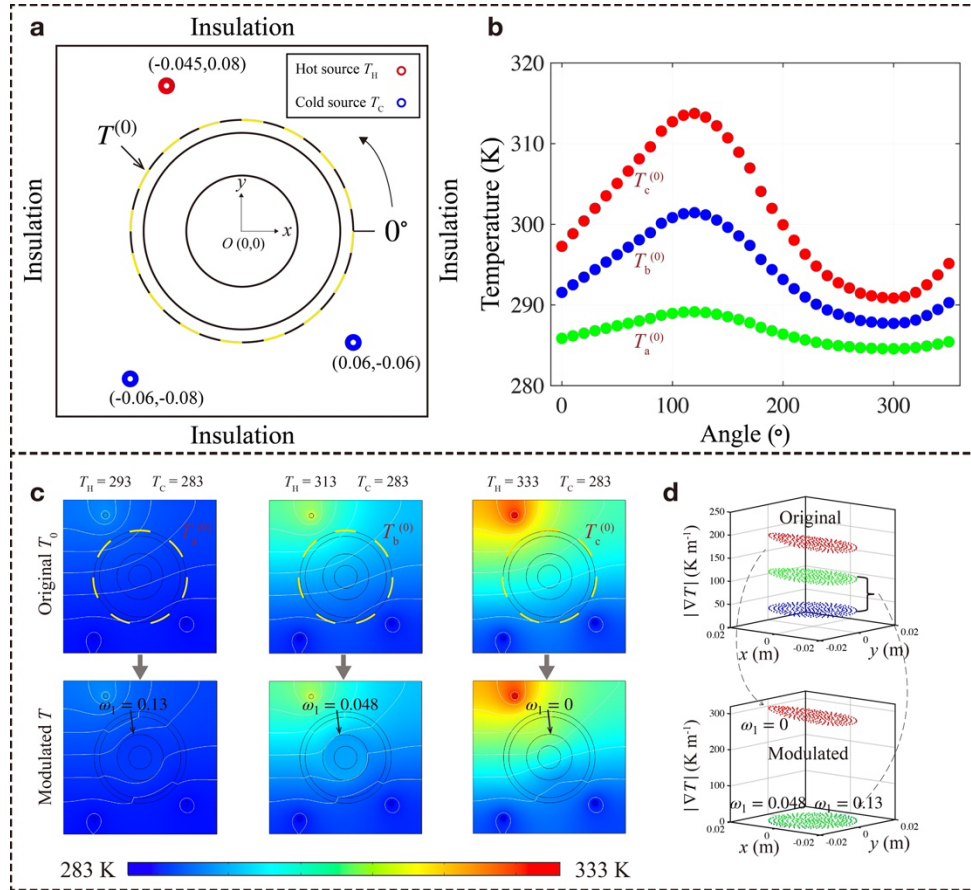 a
Insulation
(-0.045,0.08)
Hot source T_H
Cold source T_C
T^(0)
Insulation
y
x
O (0,0)
0°
Insulation
(0.06,-0.06)
(-0.06,-0.08)
Insulation
b
320
310
300
290
280
Temperature (K)
T_c^(0)
T_b^(0)
T_a^(0)
0
100
200
300
Angle (°)
c
T_H = 293 T_C = 283
T_H = 313 T_C = 283
T_H = 333 T_C = 283
Original T_0
T_b^(0)
T_c^(0)
Modulated T
ω_1 = 0.13
ω_1 = 0.048
ω_1 = 0
283 K
333 K
d
Original
250
200
150
100
50
0
|∇T| (K m⁻¹)
0.02
0
-0.02
-0.02
0
0.02
x (m)
y (m)
300
200
100
0
|∇T| (K m⁻¹)
ω_1 = 0
Modulated
ω_1 = 0.048
ω_1 = 0.13
0.02
0
-0.02
-0.02
0
0.02
x (m)
y (m)